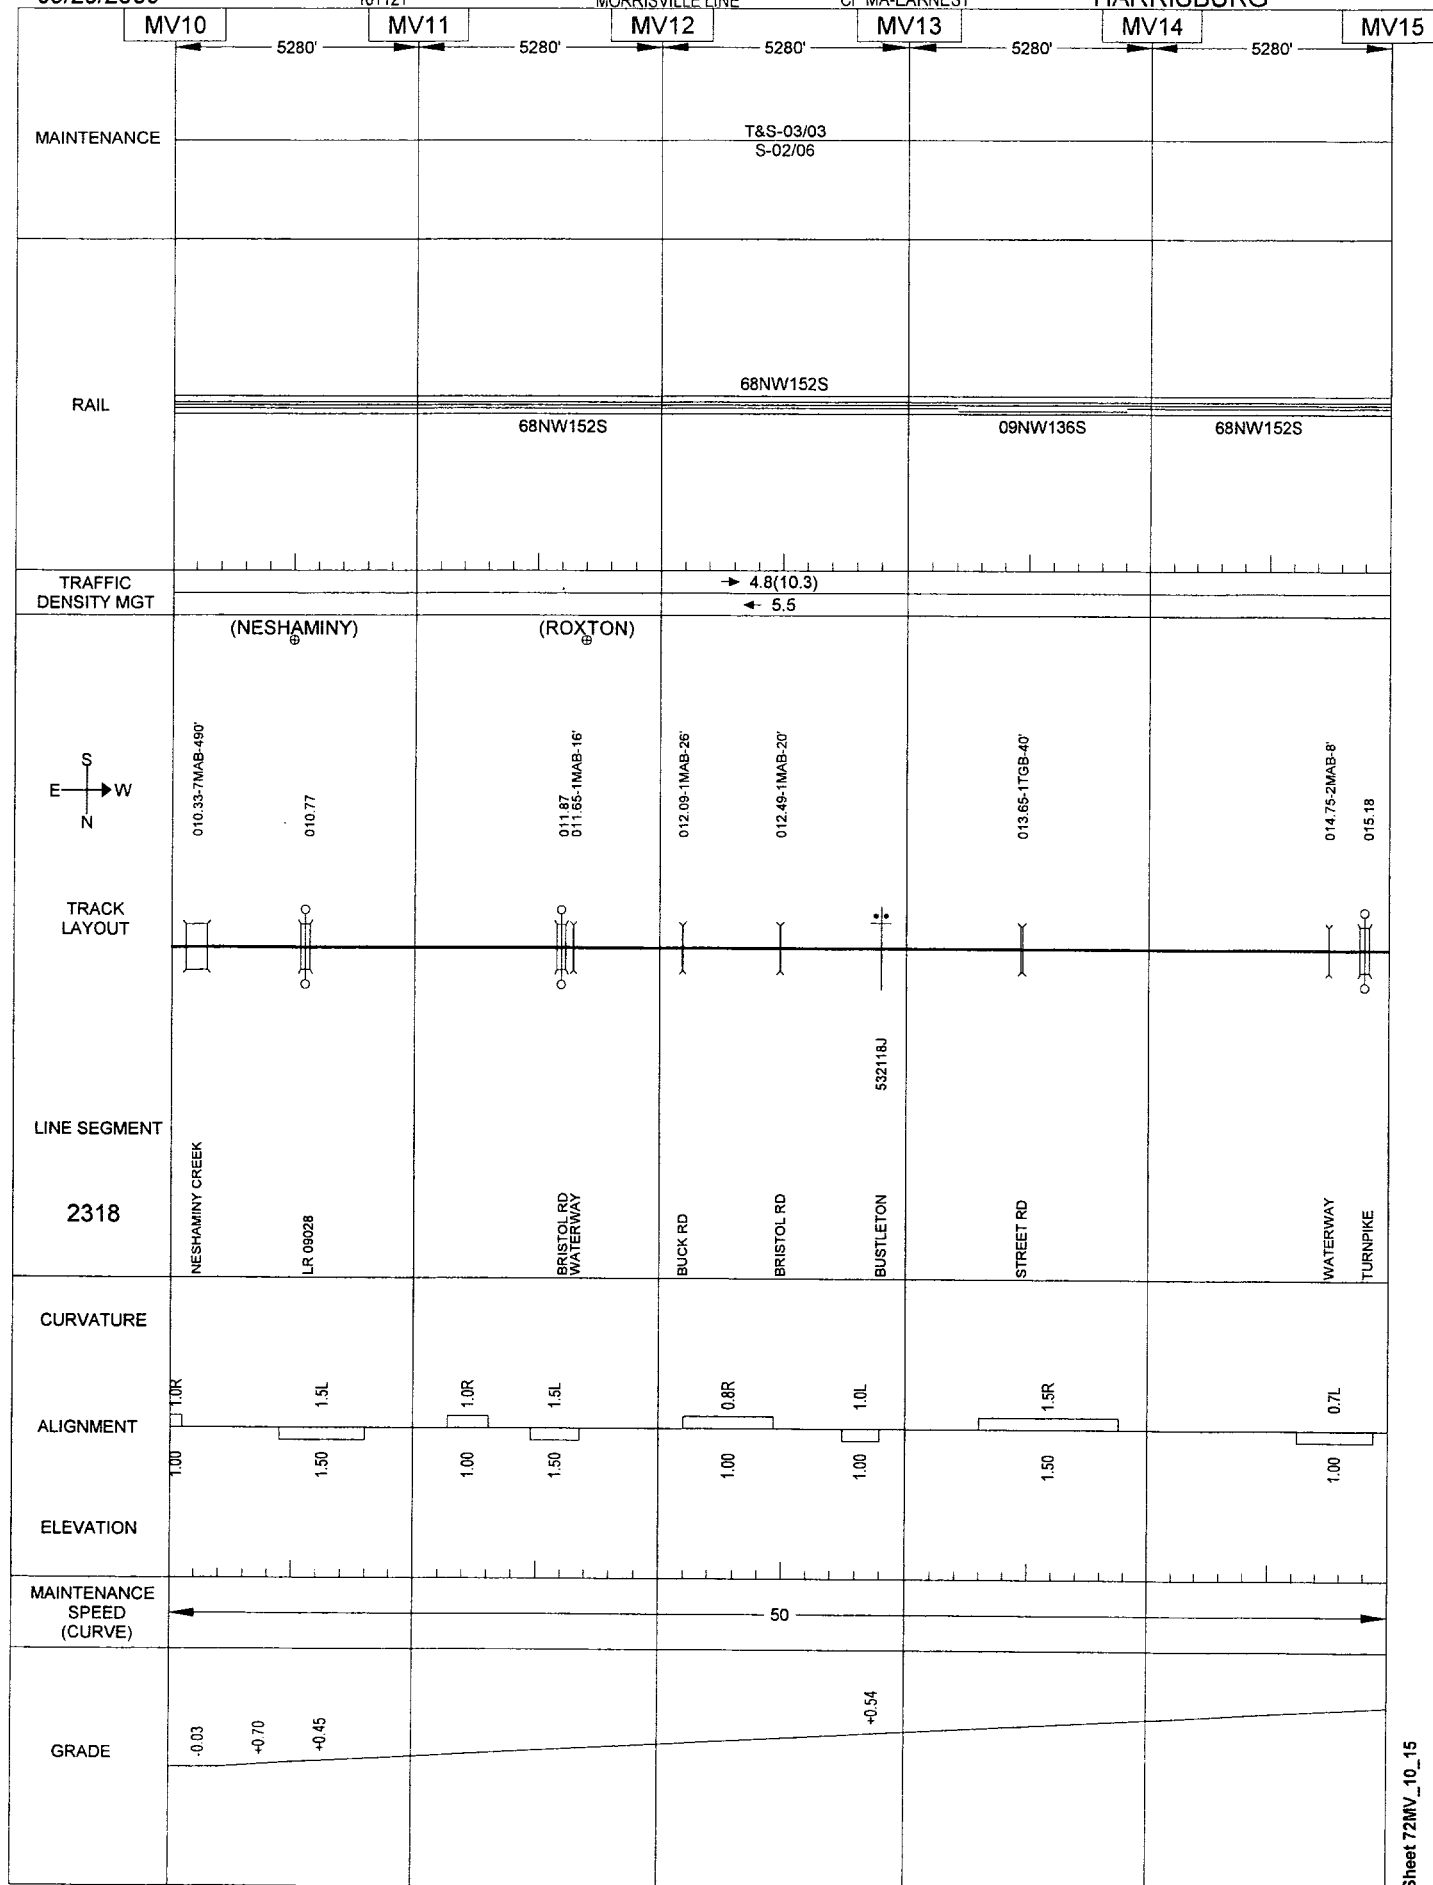 MORRISVILLE LINE
HARRISBURG
MV10 MV11 MV12 MV13 MV14 MV15
5280' 5280' 5280' 5280' 5280'
MAINTENANCE
T&S-03/03
S-02/06
RAIL
68NW152S
68NW152S 09NW136S 68NW152S
TRAFFIC
DENSITY MGT
4.8(10.3)
5.5
(NESHAMINY) (ROXTON)
S
E W
N
010.33-7MAB-490'
010.77
011.87
011.65-1MAB-16'
012.09-1MAB-26'
012.49-1MAB-20'
013.65-1TGB-40'
014.75-2MAB-8'
015.18
TRACK
LAYOUT
532118J
LINE SEGMENT
2318
NESHAMINY CREEK
LR 09028
BRISTOL RD
WATERWAY
BUCK RD
BRISTOL RD
BUSTLETON
STREET RD
WATERWAY
TURNPIKE
CURVATURE
1.0R 1.5L 1.0R 1.5L 0.8R 1.0L 1.5R 0.7L
ALIGNMENT
1.00 1.50 1.00 1.50 1.00 1.00 1.50 1.00
ELEVATION
MAINTENANCE
SPEED
(CURVE)
50
GRADE
-0.03 +0.70 +0.45 +0.54
Sheet 72MV_10_15